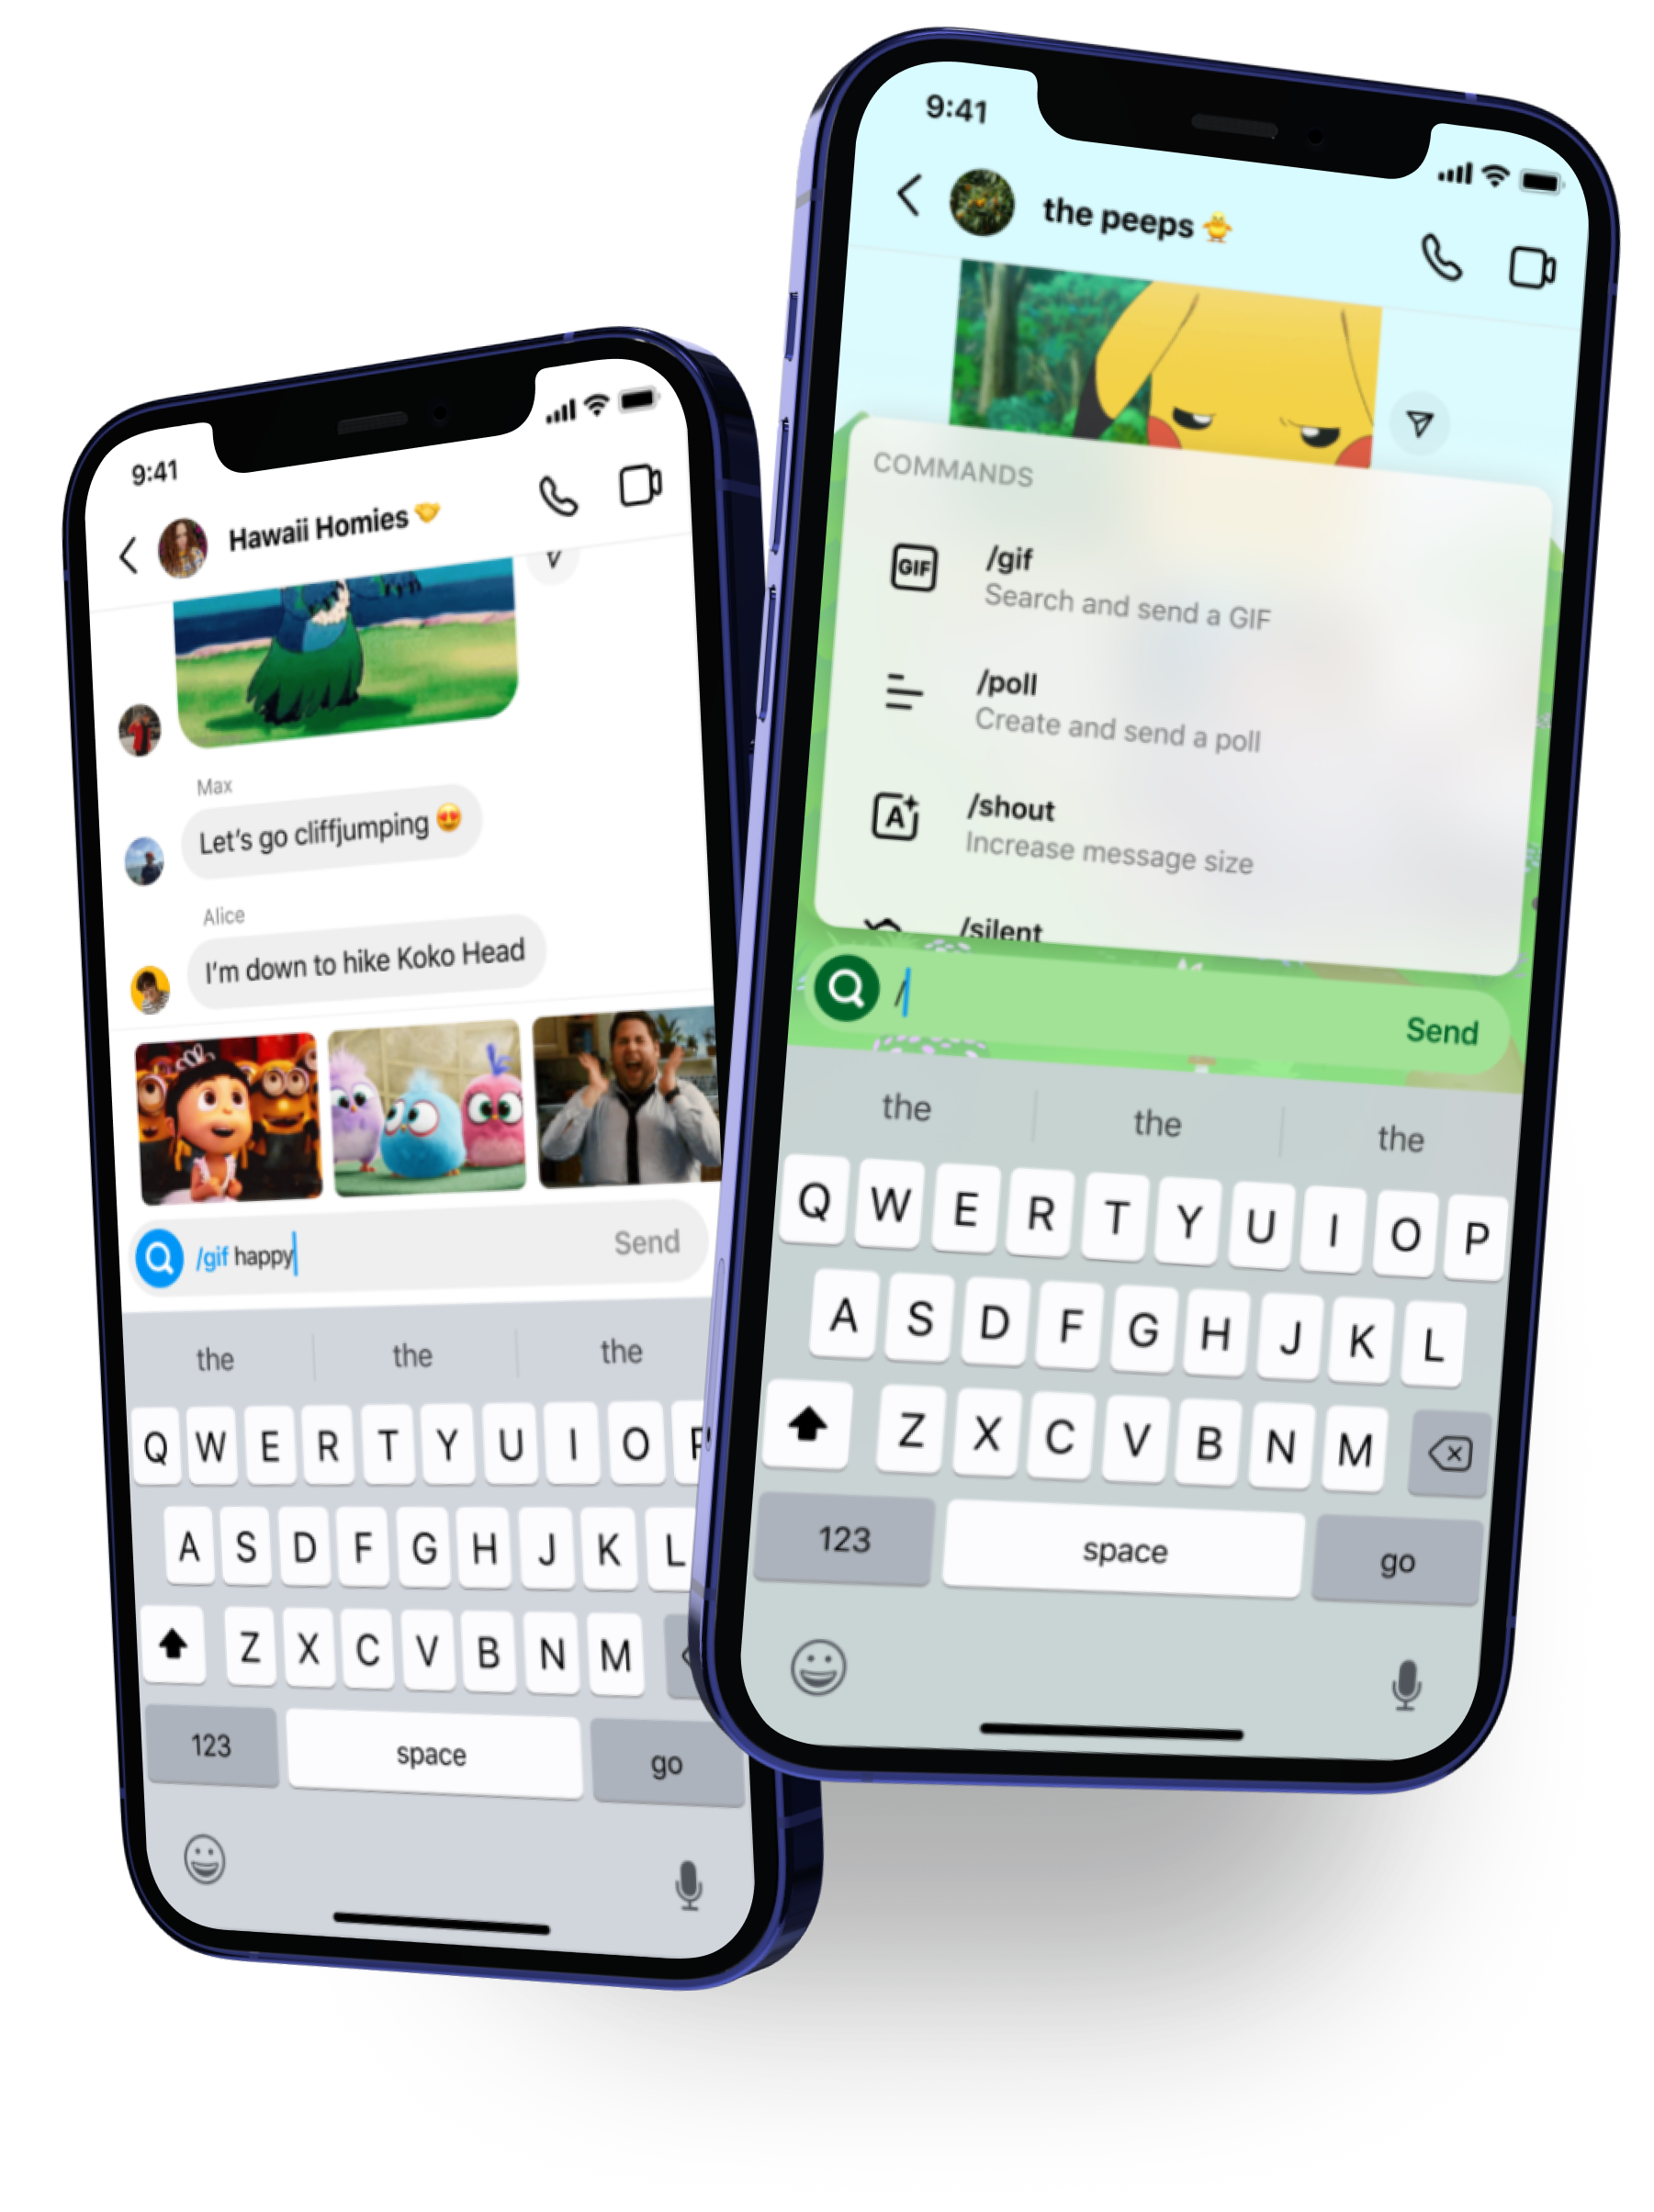 9:41
Hawaii Homies 🤝
Max
Let's go cliffjumping 😍
Alice
I'm down to hike Koko Head
/gif happy
Send
the the the
Q W E R T Y U I O P
A S D F G H J K L
Z X C V B N M
123 space go
9:41
the peeps 🐥
COMMANDS
GIF
/gif
Search and send a GIF
/poll
Create and send a poll
A
/shout
Increase message size
/silent
/
Send
the the the
Q W E R T Y U I O P
A S D F G H J K L
Z X C V B N M
123 space go